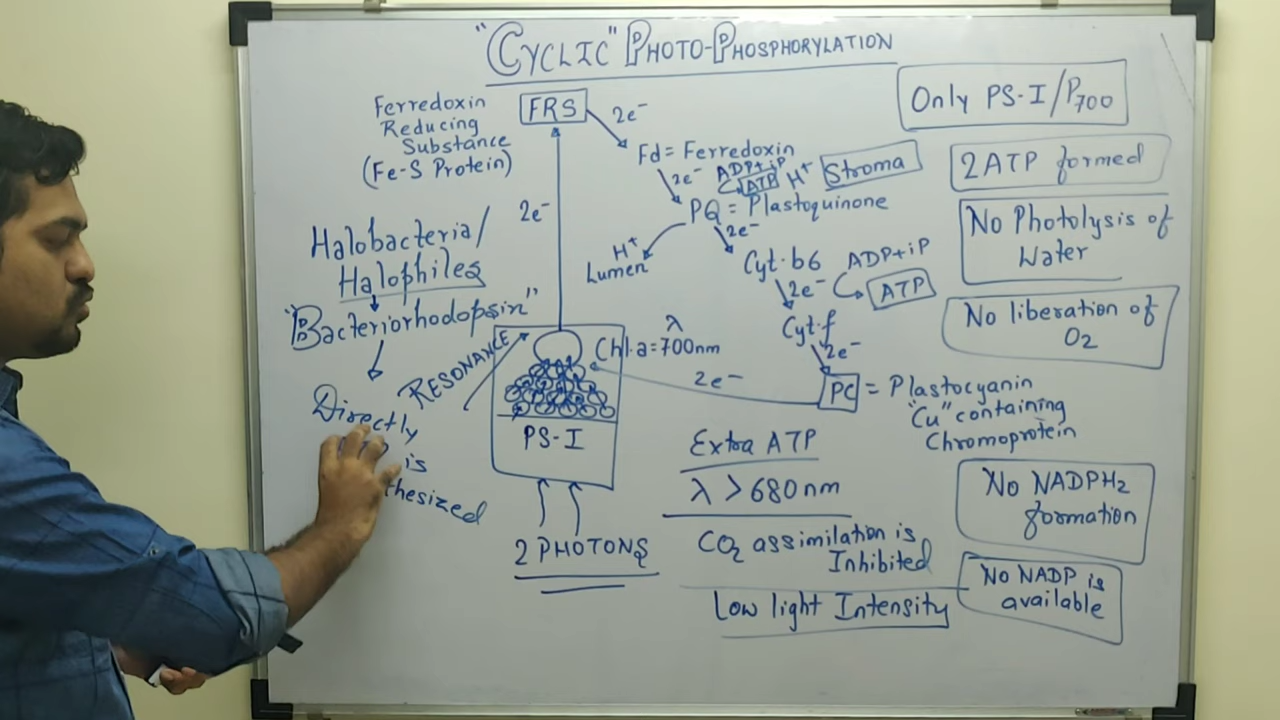 "CYCLIC" PHOTO-PHOSPHORYLATION
Ferredoxin
Reducing
Substance
(Fe-S Protein)
FRS
2e⁻
Fd = Ferredoxin
2e⁻
ADP+iP
ATP
H⁺
Stroma
PQ = Plastoquinone
2e⁻
H⁺
Lumen
Cyt.b6
ADP+iP
2e⁻
ATP
Cyt.f
2e⁻
PC = Plastocyanin
"Cu" containing
Chromoprotein
2e⁻
2e⁻
λ
Chl.a = 700nm
RESONANCE
PS-I
2 PHOTONS
Halobacteria/
Halophiles
"Bacteriorhodopsin"
Directly
is
hesized
Extra ATP
λ > 680nm
CO₂ assimilation is
Inhibited
Low light Intensity
Only PS-I/P₇₀₀
2ATP formed
No Photolysis of
Water
No liberation of
O₂
No NADPH₂
formation
No NADP is
available